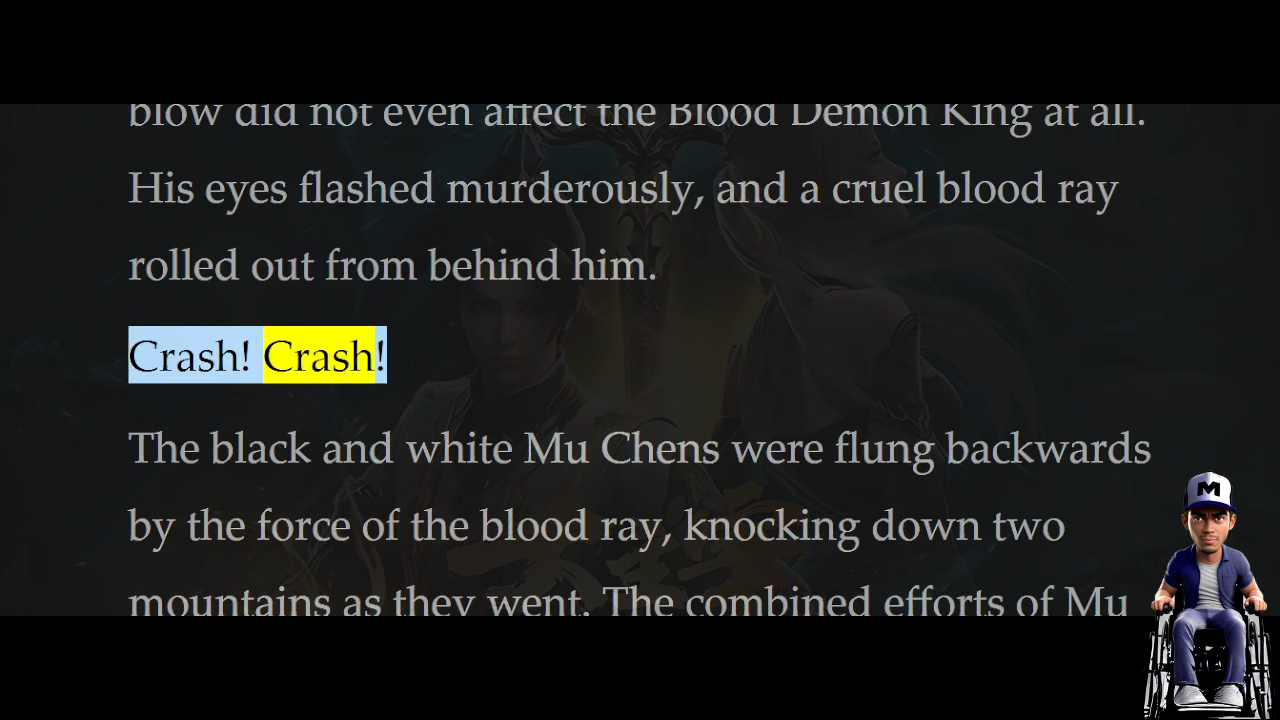 blow did not even affect the Blood Demon King at all.
His eyes flashed murderously, and a cruel blood ray
rolled out from behind him.
Crash! Crash!
The black and white Mu Chens were flung backwards
by the force of the blood ray, knocking down two
mountains as they went. The combined efforts of Mu
M